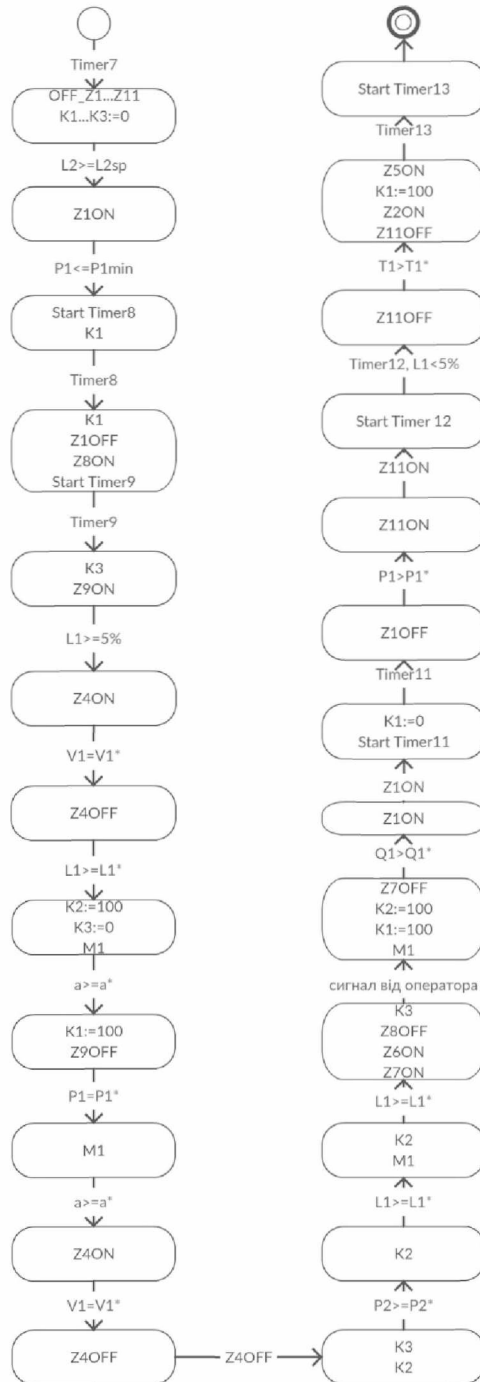 Timer7
OFF_Z1...Z11
K1...K3:=0
L2>=L2sp
Z1ON
P1<=P1min
Start Timer8
K1
Timer8
K1
Z1OFF
Z8ON
Start Timer9
Timer9
K3
Z9ON
L1>=5%
Z4ON
V1=V1*
Z4OFF
L1>=L1*
K2:=100
K3:=0
M1
a>=a*
K1:=100
Z9OFF
P1=P1*
M1
a>=a*
Z4ON
V1=V1*
Z4OFF
Z4OFF
K3
K2
P2>=P2*
K2
L1>=L1*
K2
M1
L1>=L1*
K3
Z8OFF
Z6ON
Z7ON
сигнал від оператора
Z7OFF
K2:=100
K1:=100
M1
Q1>Q1*
Z1ON
Z1ON
K1:=0
Start Timer11
Timer11
Z1OFF
P1>P1*
Z11ON
Z11ON
Start Timer 12
Timer12, L1<5%
Z11OFF
T1>T1*
Z5ON
K1:=100
Z2ON
Z11OFF
Timer13
Start Timer13